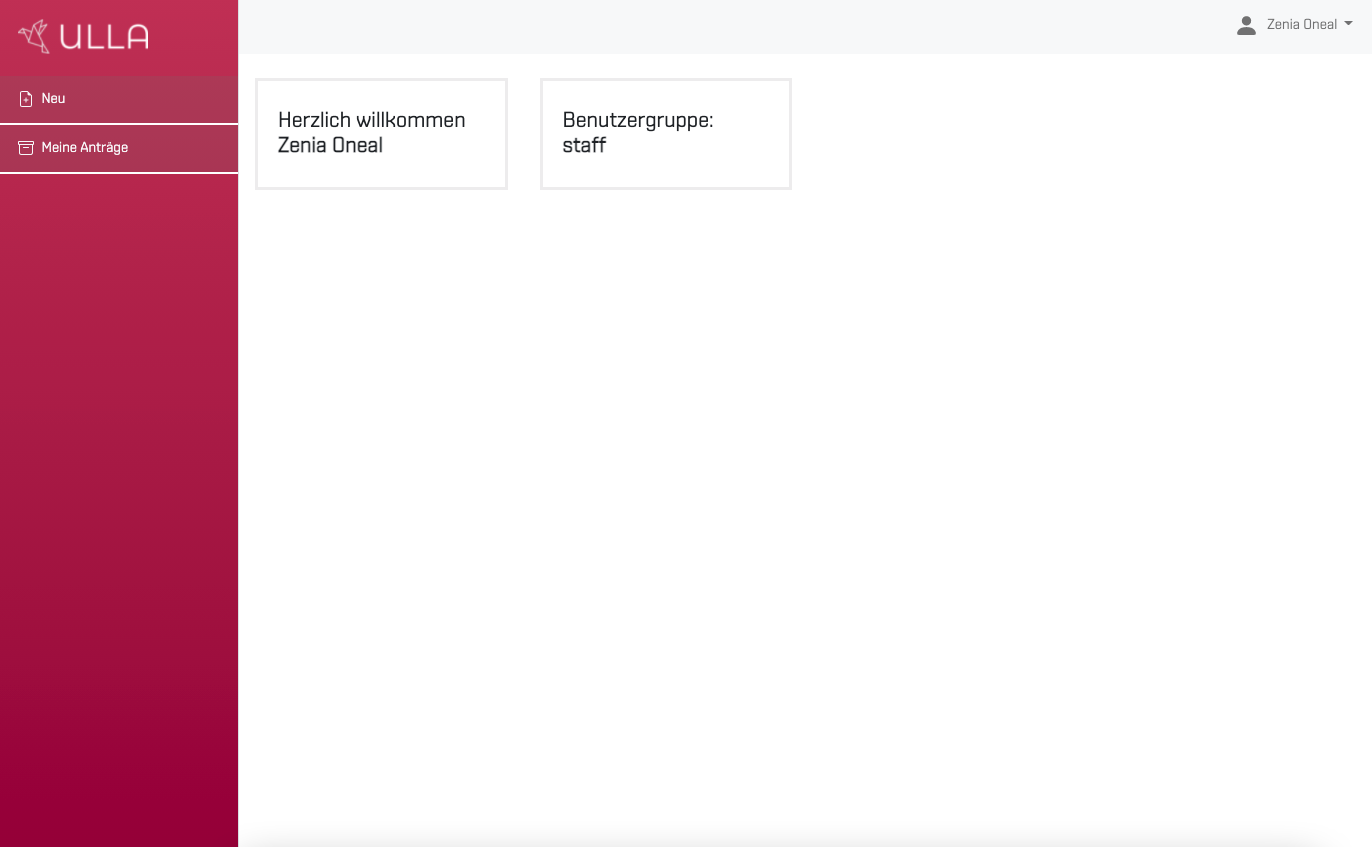 ULLA
Zenia Oneal
Neu
Meine Anträge
Herzlich willkommen
Zenia Oneal
Benutzergruppe:
staff